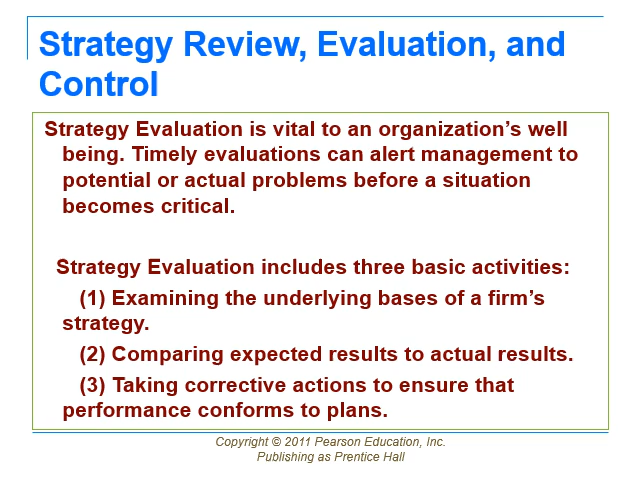 Strategy Review, Evaluation, and
Control
Strategy Evaluation is vital to an organization’s well
being. Timely evaluations can alert management to
potential or actual problems before a situation
becomes critical.
Strategy Evaluation includes three basic activities:
(1) Examining the underlying bases of a firm’s
strategy.
(2) Comparing expected results to actual results.
(3) Taking corrective actions to ensure that
performance conforms to plans.
Copyright © 2011 Pearson Education, Inc.
Publishing as Prentice Hall